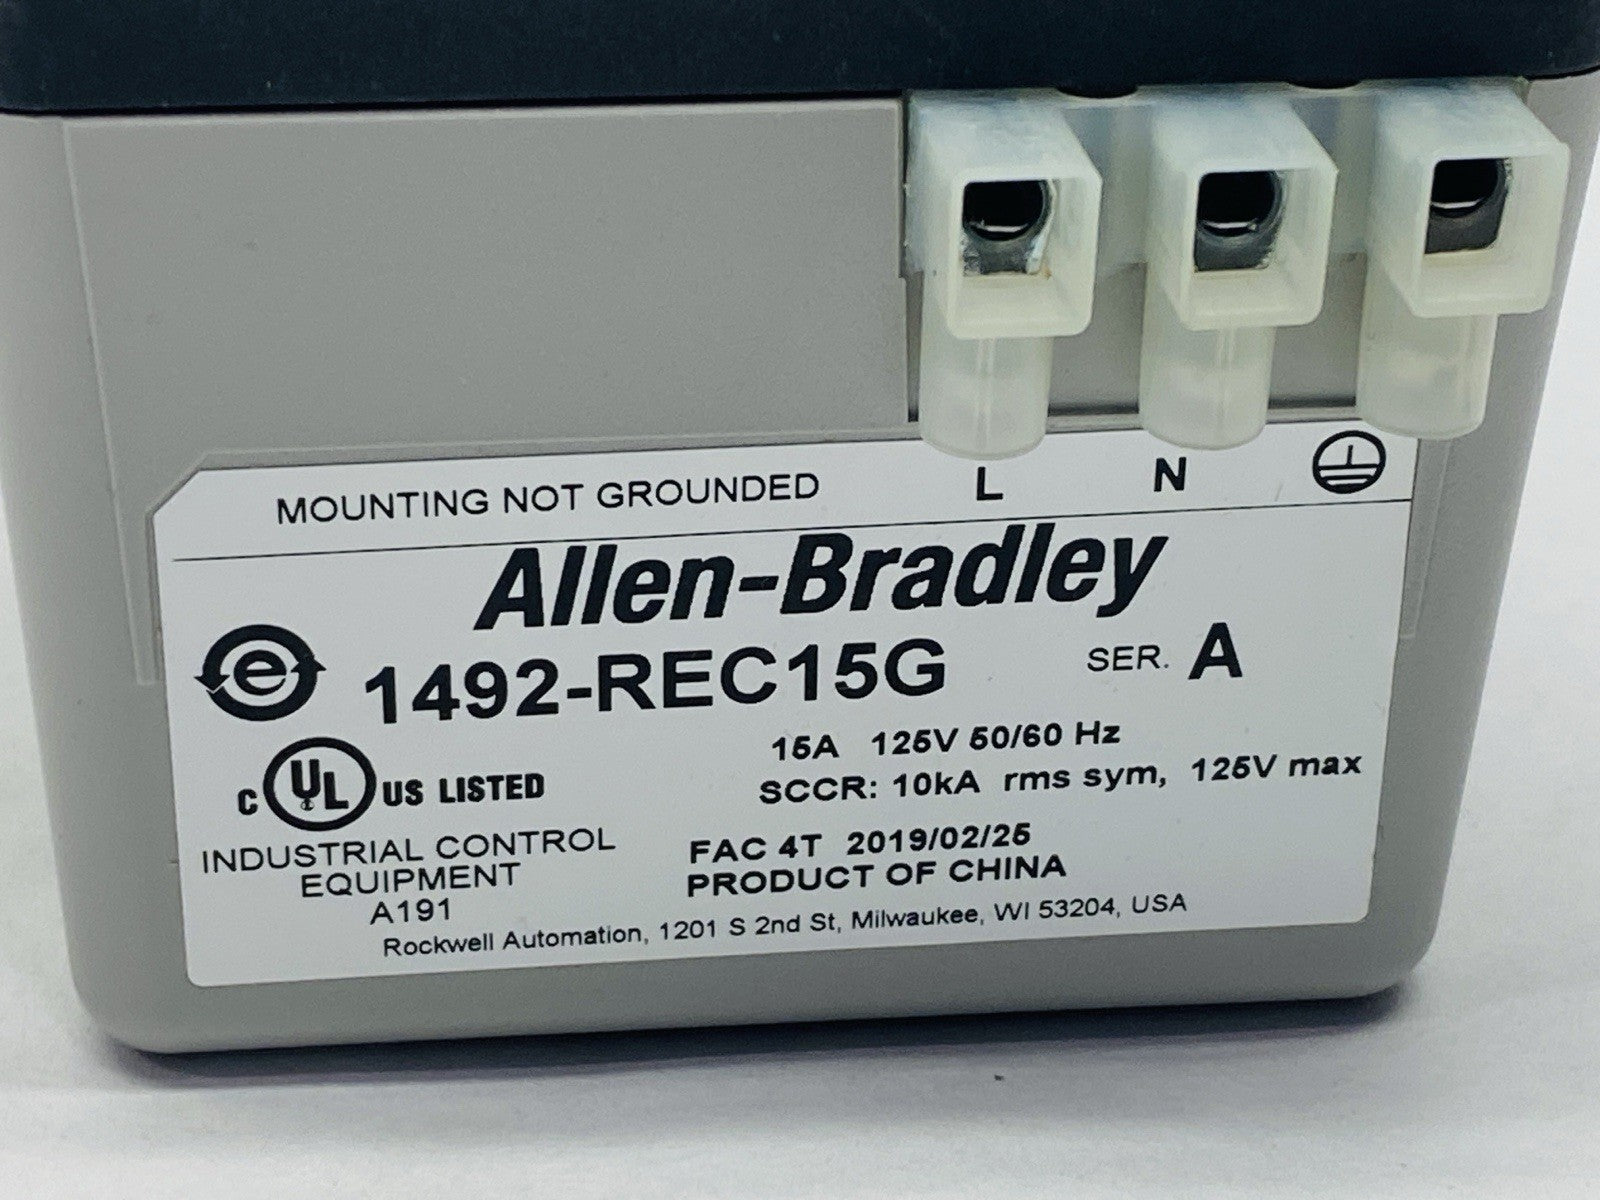 MOUNTING NOT GROUNDED L N
Allen-Bradley
e 1492-REC15G SER. A
15A 125V 50/60 Hz
C UL US LISTED SCCR: 10kA rms sym, 125V max
INDUSTRIAL CONTROL EQUIPMENT
A191
FAC 4T 2019/02/25
PRODUCT OF CHINA
Rockwell Automation, 1201 S 2nd St, Milwaukee, WI 53204, USA